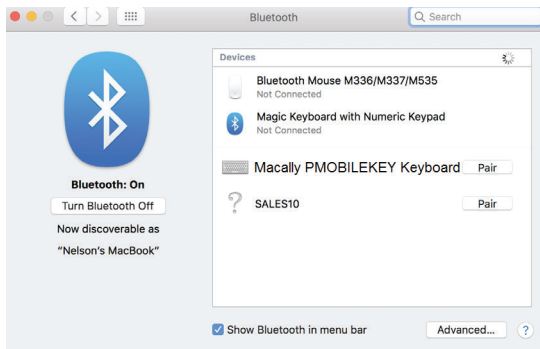 Bluetooth
Search
Devices
Bluetooth Mouse M336/M337/M535
Not Connected
Magic Keyboard with Numeric Keypad
Not Connected
Macally PMOBILEKEY Keyboard Pair
SALES10 Pair
Bluetooth: On
Turn Bluetooth Off
Now discoverable as
“Nelson’s MacBook”
Show Bluetooth in menu bar
Advanced...
?